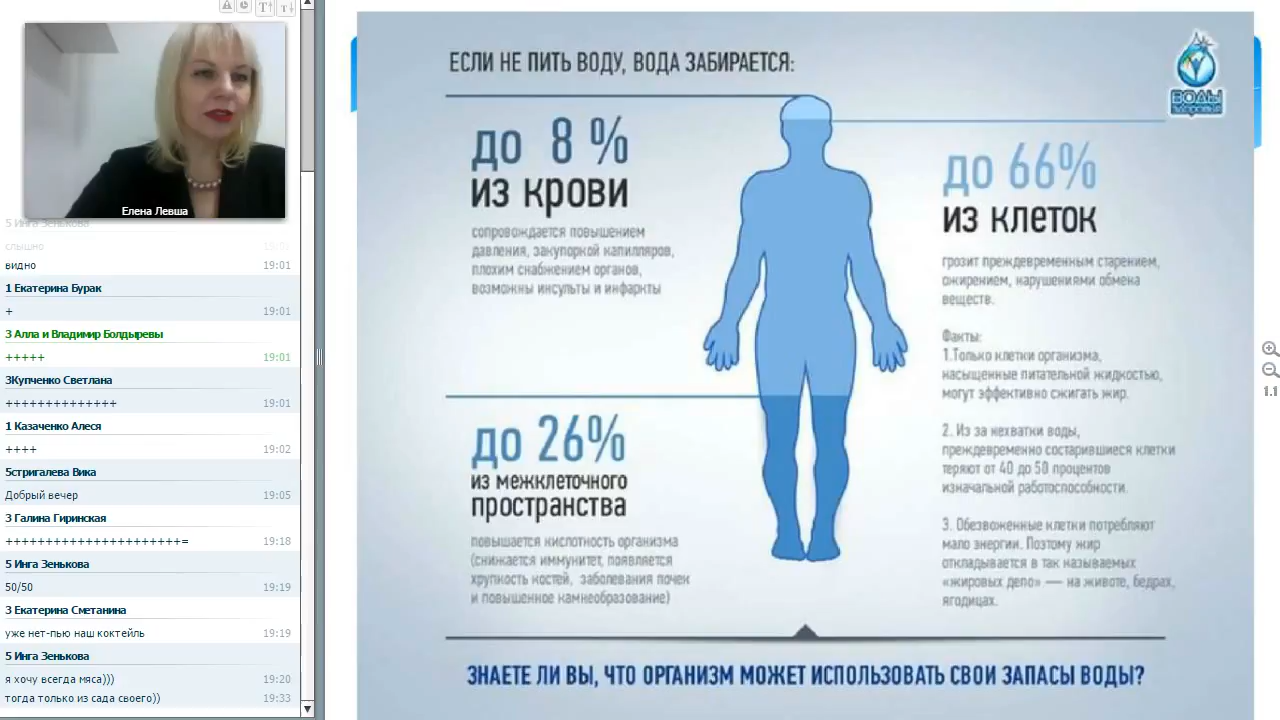 Елена Левша
5 Инга Зенькова
слышно
видно 19:01
1 Екатерина Бурак
+ 19:01
3 Алла и Владимир Болдыревы
+++++ 19:01
3Купченко Светлана
++++++++++++++ 19:01
1 Казаченко Алеся
++++ 19:02
5стригалева Вика
Добрый вечер 19:05
3 Галина Гиринская
++++++++++++++++++++++= 19:18
5 Инга Зенькова
50/50 19:19
3 Екатерина Сметанина
уже нет-пью наш коктейль 19:19
5 Инга Зенькова
я хочу всегда мяса))) 19:20
тогда только из сада своего)) 19:33
ЕСЛИ НЕ ПИТЬ ВОДУ, ВОДА ЗАБИРАЕТСЯ:
до 8 %
из крови
сопровождается повышением
давления, закупоркой капилляров,
плохим снабжением органов,
возможны инсульты и инфаркты
до 26%
из межклеточного
пространства
повышается кислотность организма
(снижается иммунитет, появляется
хрупкость костей, заболевания почек
и повышенное камнеобразование)
ВОДЫ
здоровья
до 66%
из клеток
грозит преждевременным старением,
ожирением, нарушениями обмена
веществ.
Факты:
1.Только клетки организма,
насыщенные питательной жидкостью,
могут эффективно сжигать жир.
2. Из за нехватки воды,
преждевременно состарившиеся клетки
теряют от 40 до 50 процентов
изначальной работоспособности.
3. Обезвоженные клетки потребляют
мало энергии. Поэтому жир
откладывается в так называемых
«жировых депо» — на животе, бедрах,
ягодицах.
ЗНАЕТЕ ЛИ ВЫ, ЧТО ОРГАНИЗМ МОЖЕТ ИСПОЛЬЗОВАТЬ СВОИ ЗАПАСЫ ВОДЫ?
1.1